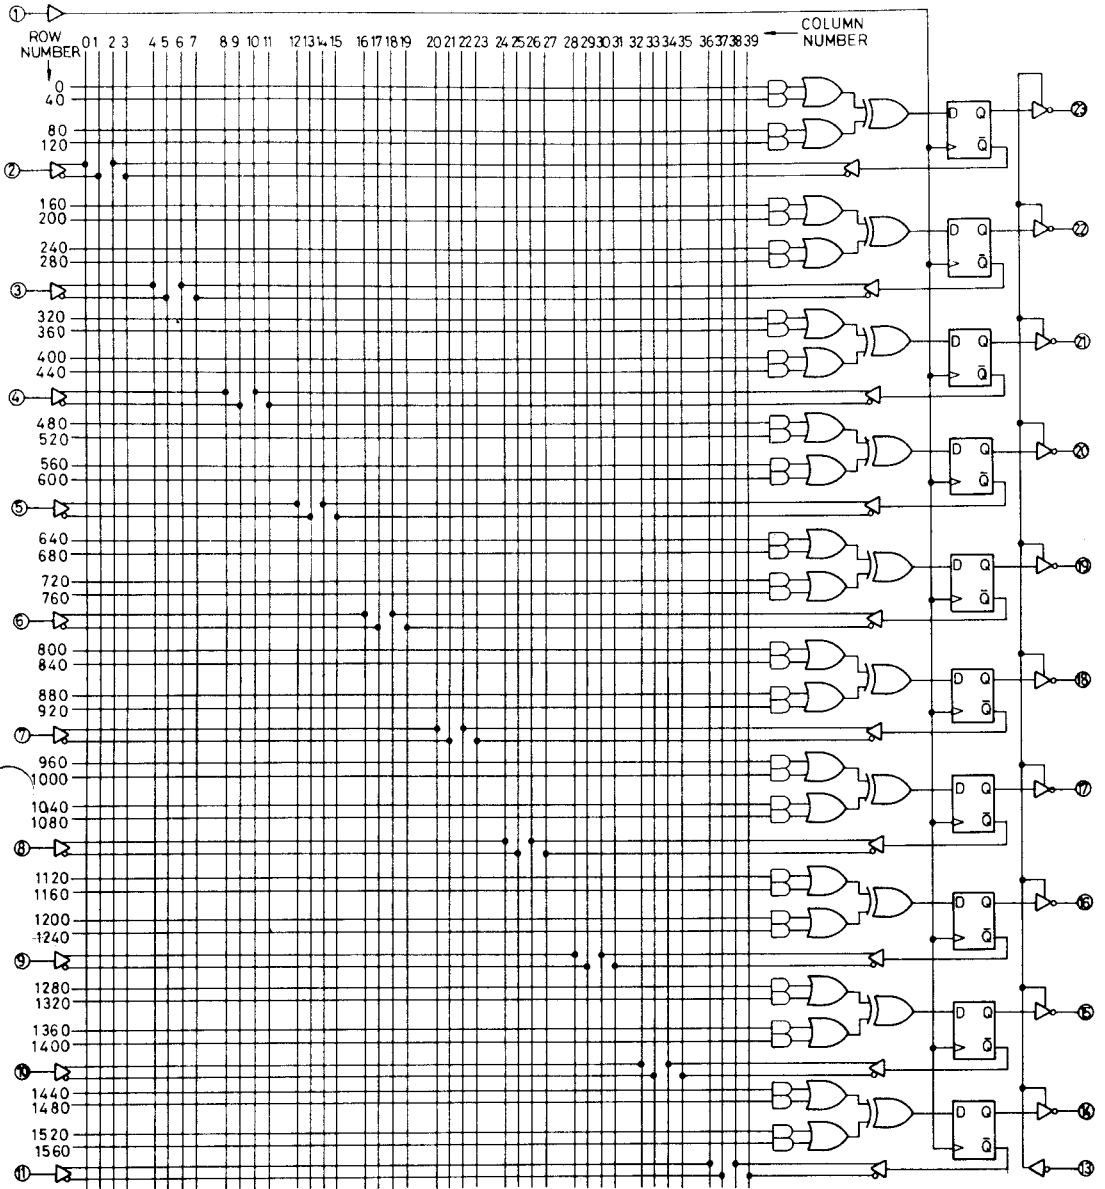 1
COLUMN
NUMBER
ROW
NUMBER
0 1 2 3 4 5 6 7 8 9 10 11 12 13 14 15 16 17 18 19 20 21 22 23 24 25 26 27 28 29 30 31 32 33 34 35 36 37 38 39
0
40
D Q 23
80
120
Q̄
2
160
200
D Q 22
240
280
Q̄
3
320
360
D Q 21
400
440
Q̄
4
480
520
D Q 20
560
600
Q̄
5
640
680
D Q 19
720
760
Q̄
6
800
840
D Q 18
880
920
Q̄
7
960
1000
D Q 17
1040
1080
Q̄
8
1120
1160
D Q 16
1200
1240
Q̄
9
1280
1320
D Q 15
1360
1400
Q̄
10
1440
1480
D Q 14
1520
1560
Q̄
11 13